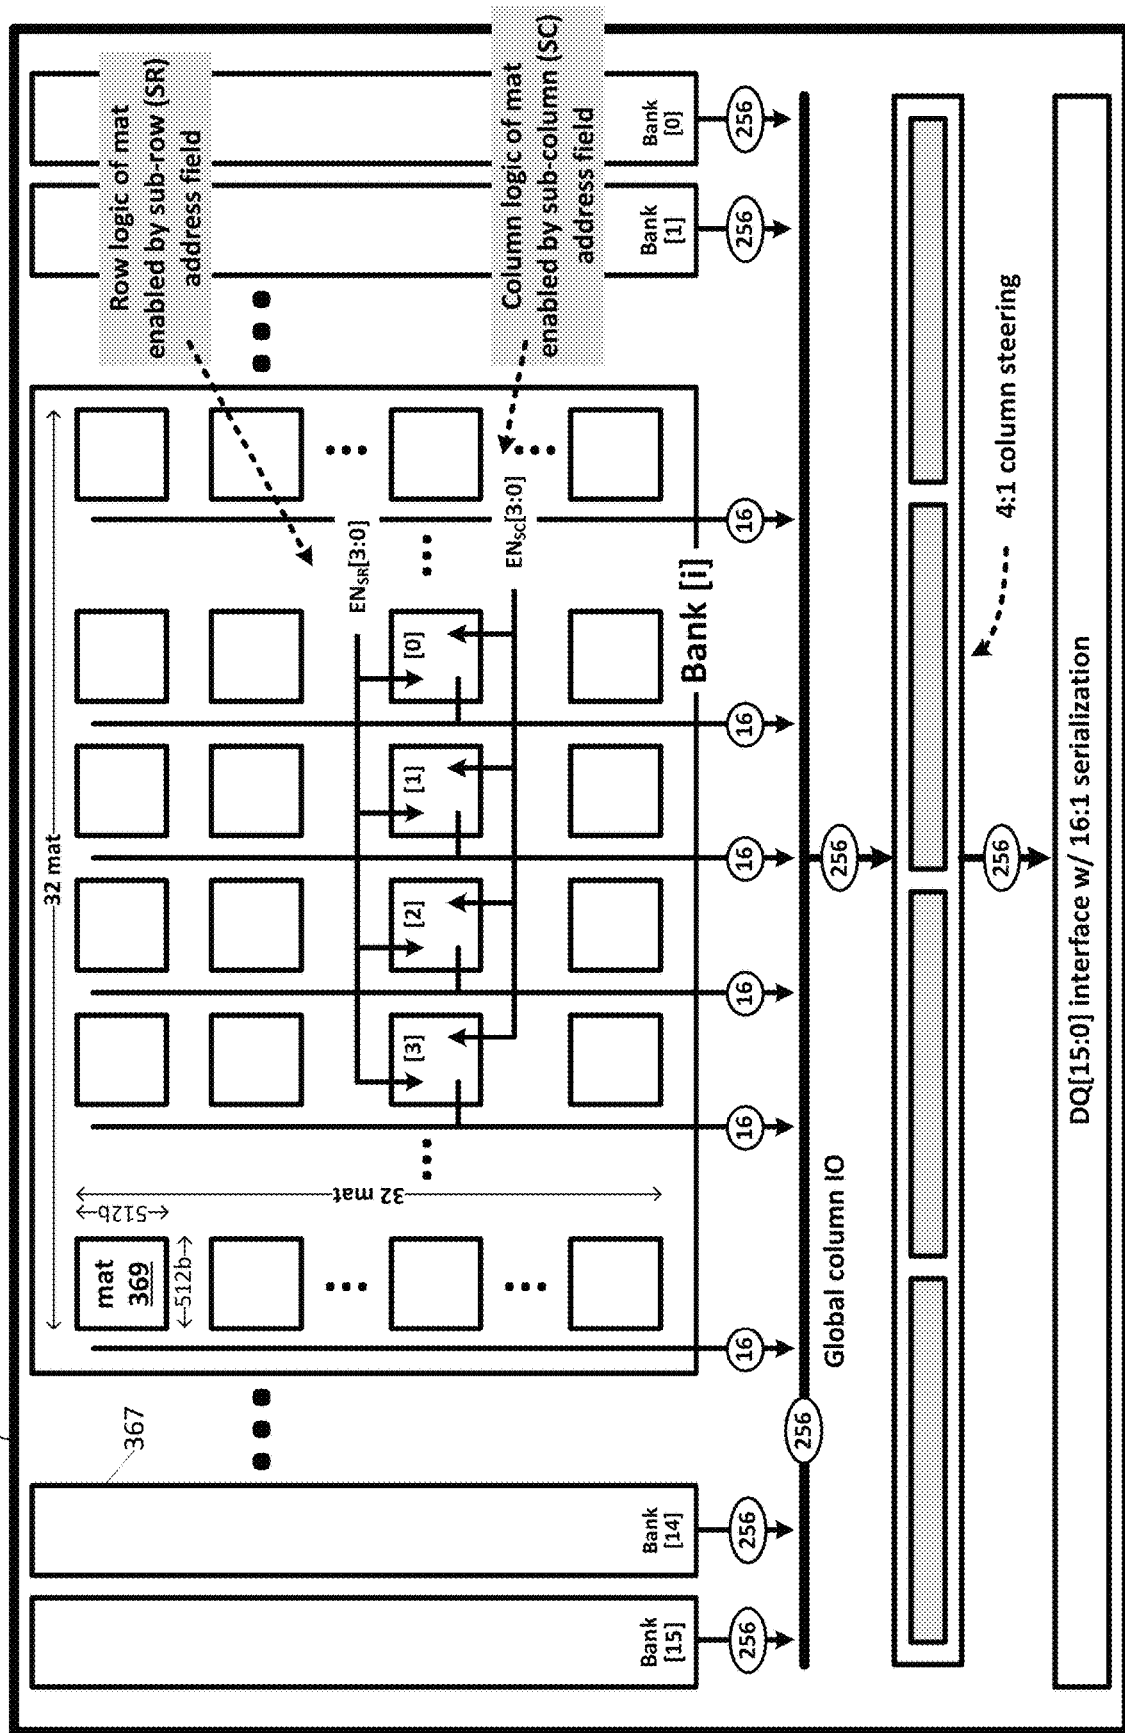 367
32 mat
Row logic of mat
enabled by sub-row (SR)
address field
mat
369
512b
512b
32 mat
EN_SR[3:0]
[3]
[2]
[1]
[0]
EN_SC[3:0]
Column logic of mat
enabled by sub-column (SC)
address field
Bank
[15]
Bank
[14]
Bank [i]
Bank
[1]
Bank
[0]
256
256
16
16
16
16
16
16
256
256
256
Global column IO
256
4:1 column steering
256
DQ[15:0] interface w/ 16:1 serialization